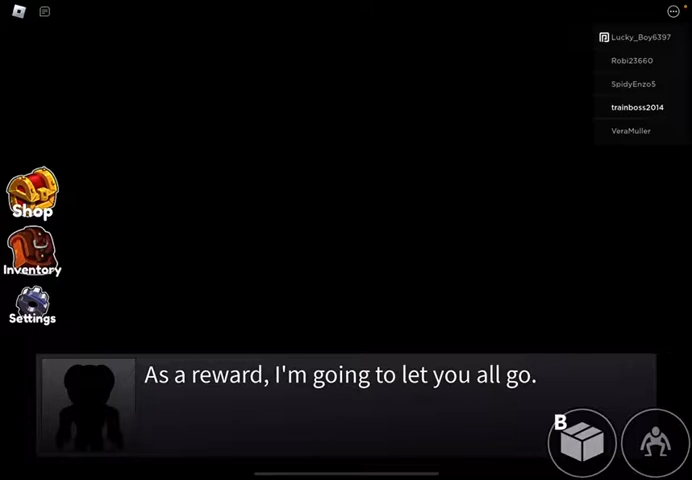 Lucky_Boy6397
Robi23660
SpidyEnzo5
trainboss2014
VeraMuller
Shop
Inventory
Settings
As a reward, I'm going to let you all go.
B